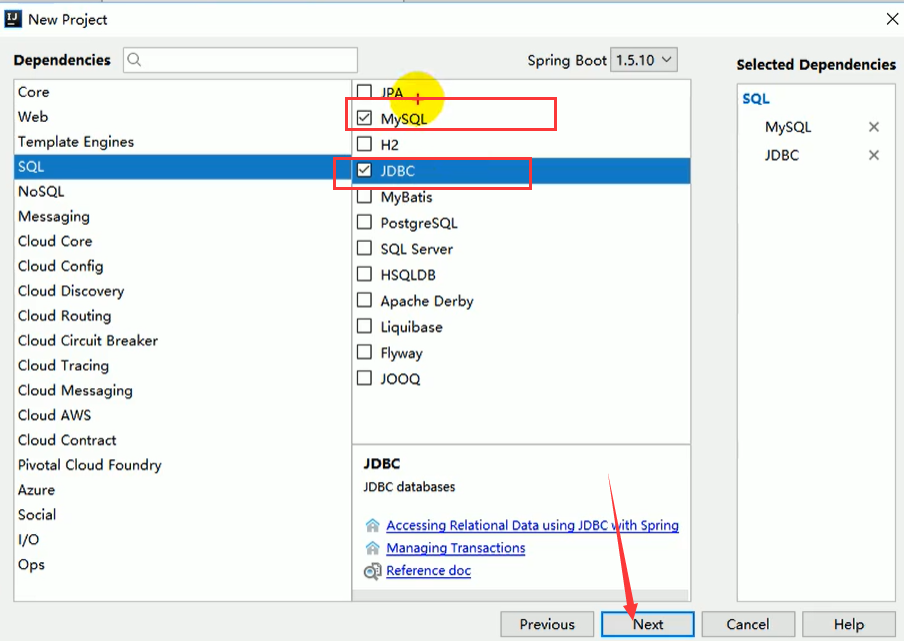 New Project
Dependencies
Spring Boot 1.5.10
Selected Dependencies
Core
Web
Template Engines
SQL
NoSQL
Messaging
Cloud Core
Cloud Config
Cloud Discovery
Cloud Routing
Cloud Circuit Breaker
Cloud Tracing
Cloud Messaging
Cloud AWS
Cloud Contract
Pivotal Cloud Foundry
Azure
Social
I/O
Ops
JPA
MySQL
H2
JDBC
MyBatis
PostgreSQL
SQL Server
HSQLDB
Apache Derby
Liquibase
Flyway
JOOQ
JDBC
JDBC databases
Accessing Relational Data using JDBC with Spring
Managing Transactions
Reference doc
SQL
MySQL
JDBC
Previous
Next
Cancel
Help